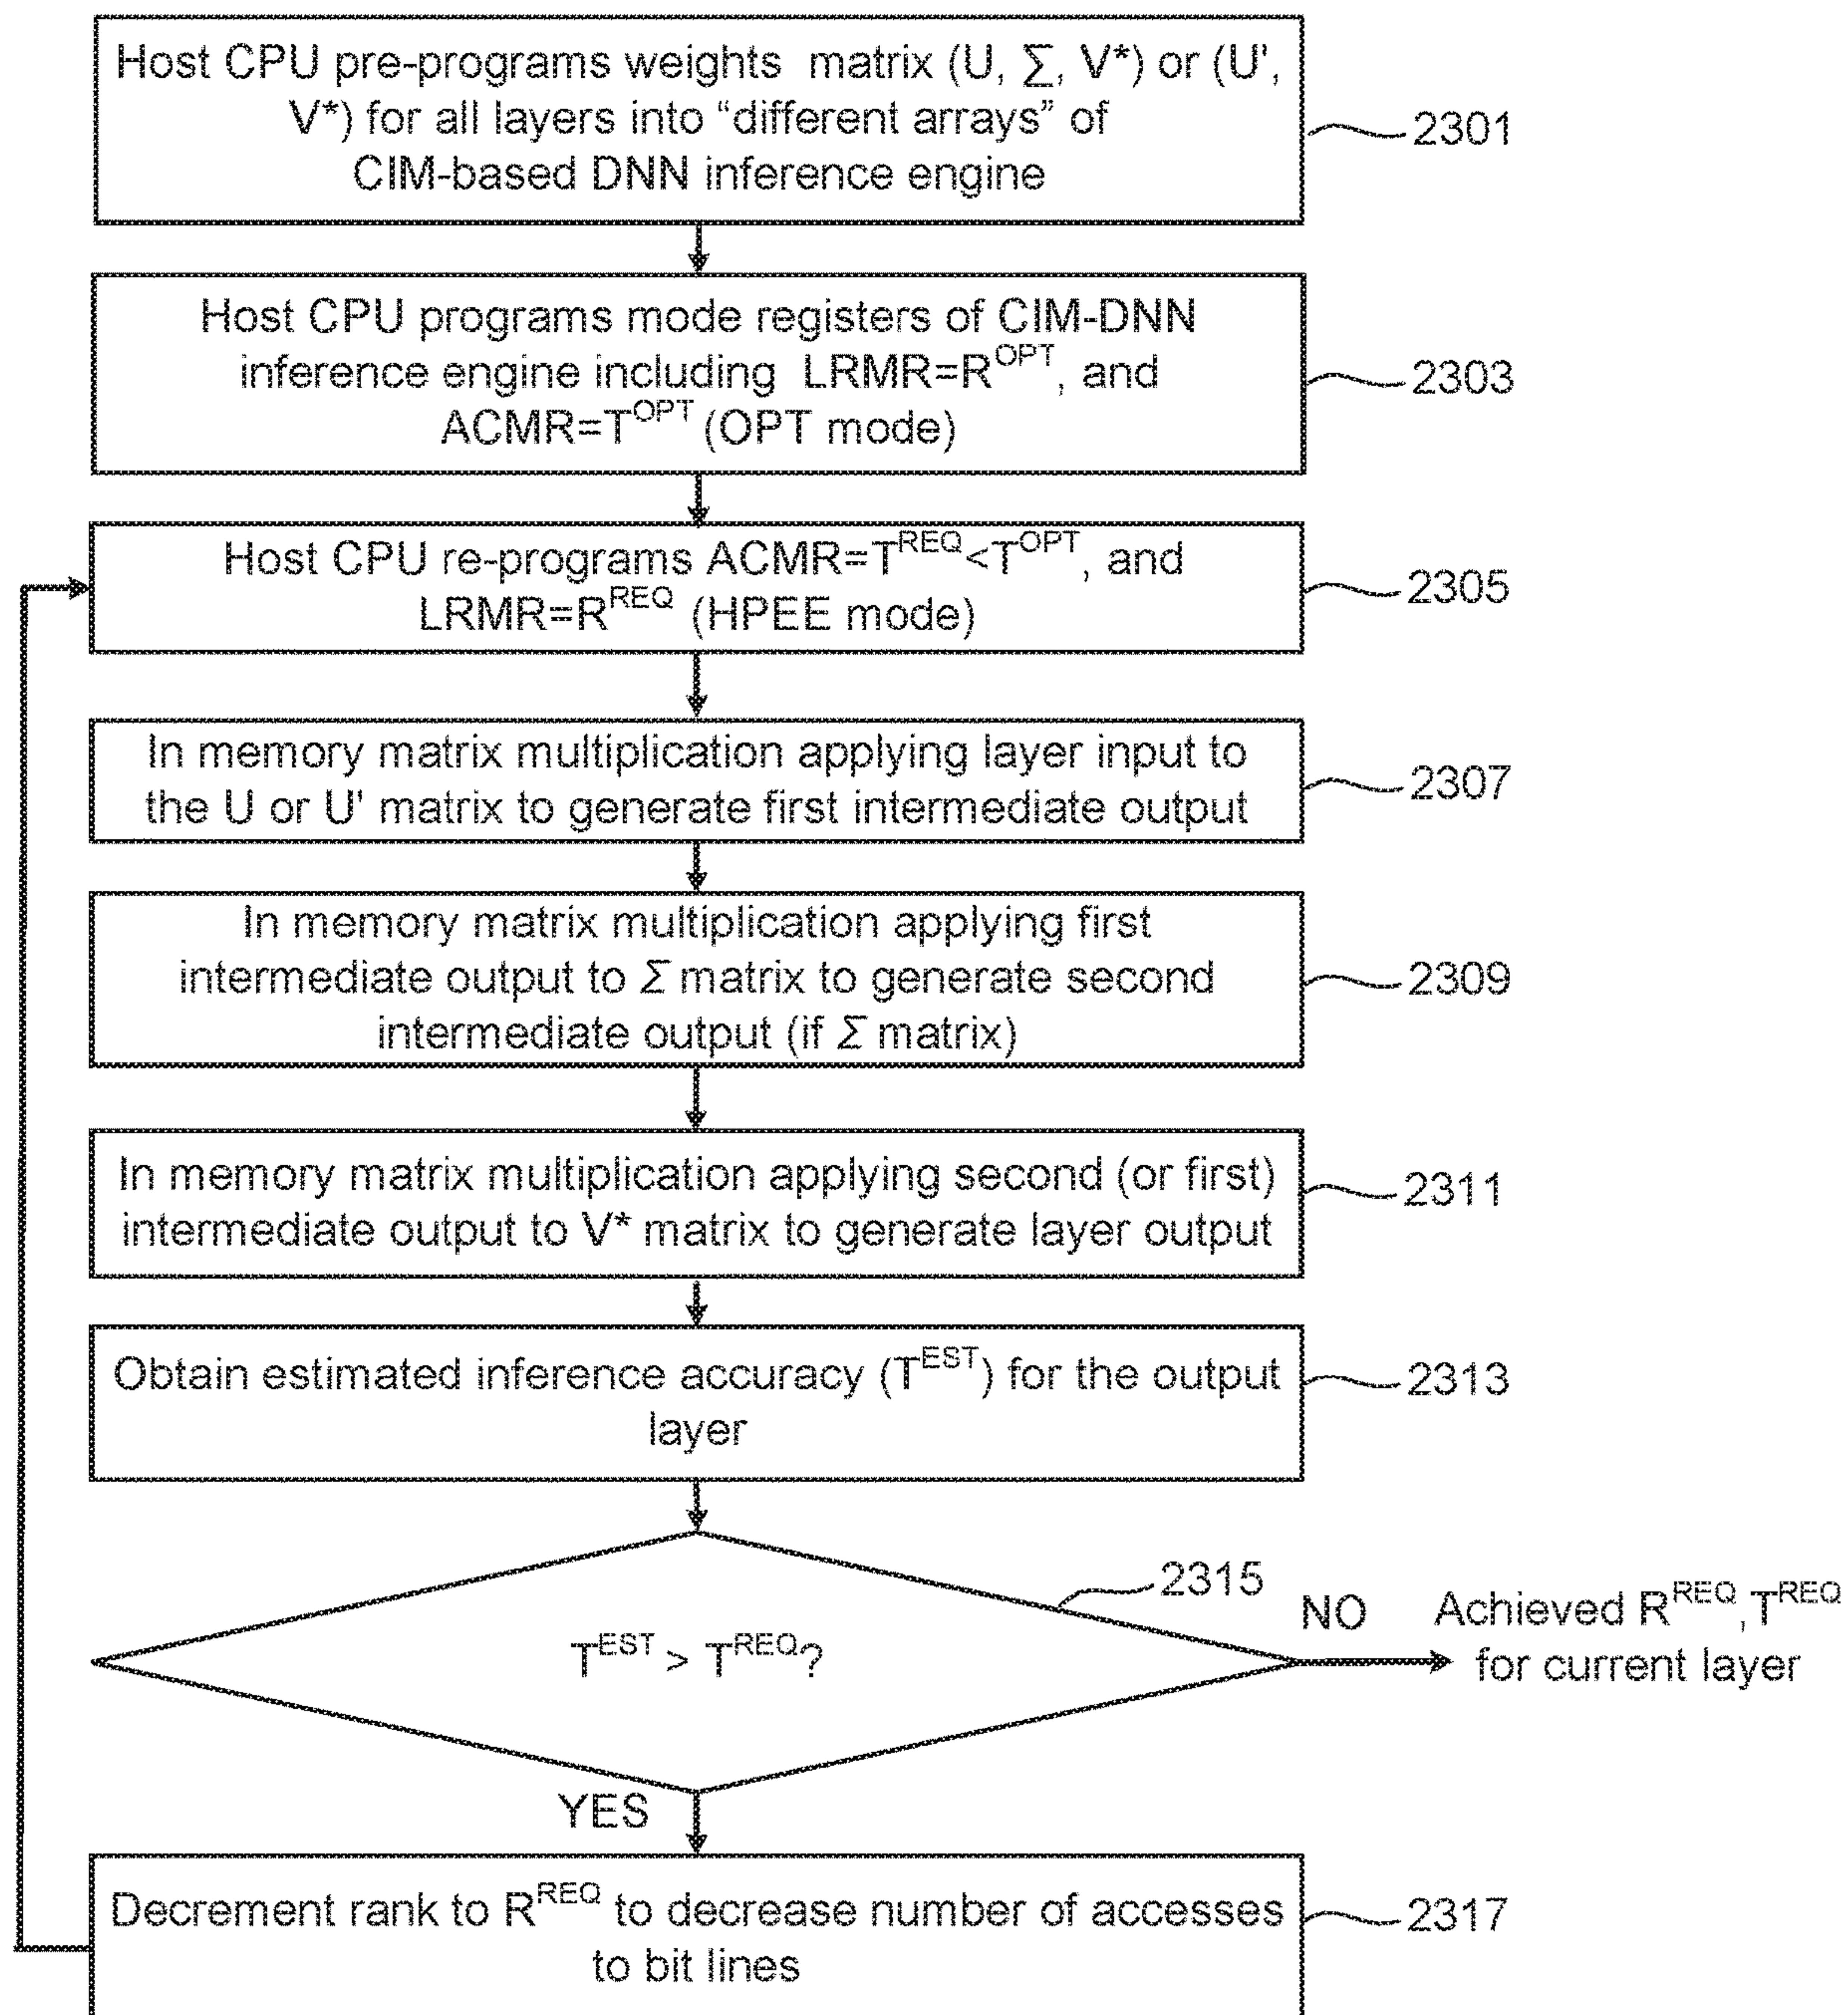 Host CPU pre-programs weights matrix (U, ∑, V*) or (U',
V*) for all layers into “different arrays” of
CIM-based DNN inference engine
2301
Host CPU programs mode registers of CIM-DNN
inference engine including LRMR=R^OPT, and
ACMR=T^OPT (OPT mode)
2303
Host CPU re-programs ACMR=T^REQ<T^OPT, and
LRMR=R^REQ (HPEE mode)
2305
In memory matrix multiplication applying layer input to
the U or U' matrix to generate first intermediate output
2307
In memory matrix multiplication applying first
intermediate output to Σ matrix to generate second
intermediate output (if Σ matrix)
2309
In memory matrix multiplication applying second (or first)
intermediate output to V* matrix to generate layer output
2311
Obtain estimated inference accuracy (T^EST) for the output
layer
2313
2315
T^EST > T^REQ?
NO
Achieved R^REQ,T^REQ
for current layer
YES
Decrement rank to R^REQ to decrease number of accesses
to bit lines
2317